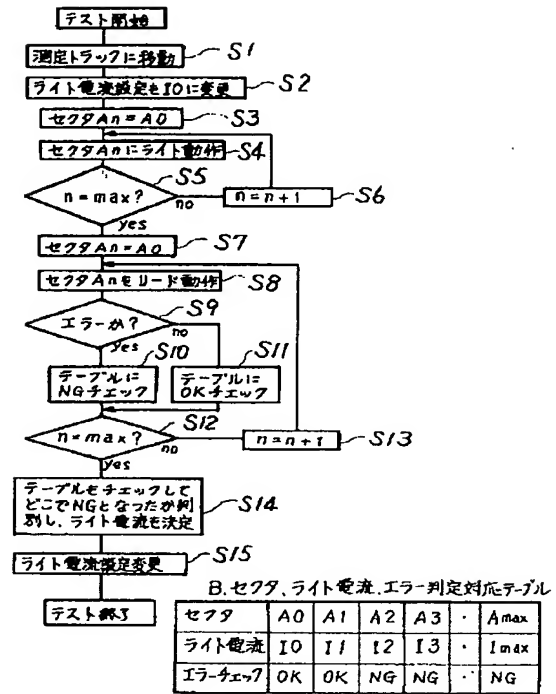 テスト開始
測定トラックに移動
S1
ライト電流設定をI0に変更
S2
セクタAn=A0
S3
セクタAnにライト動作
S4
n=max?
S5
no
n=n+1
S6
yes
セクタAn=A0
S7
セクタAnをリード動作
S8
エラーか?
S9
no
yes
S10
S11
テーブルに
NGチェック
テーブルに
OKチェック
n=max?
S12
no
n=n+1
S13
yes
テーブルをチェックして
どこでNGとなったか判
別し、ライト電流を決定
S14
ライト電流設定変更
S15
テスト終了
B.セクタ、ライト電流、エラー判定対応テーブル
セクタ A0 A1 A2 A3 ・ Amax
ライト電流 I0 I1 I2 I3 ・ Imax
エラーチェック OK OK NG NG ・・ NG